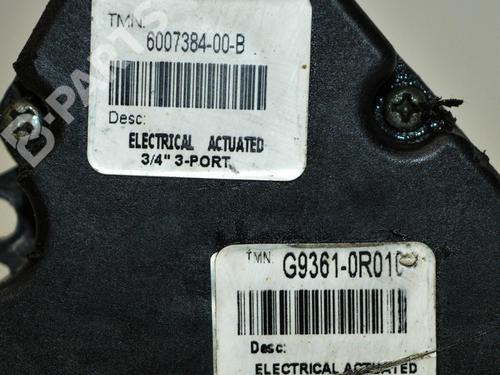 TMN.
6007384-00-B
Desc:
ELECTRICAL ACTUATED
3/4" 3-PORT
TMN.
G9361-0R010
Desc:
ELECTRICAL ACTUATED
B-PARTS